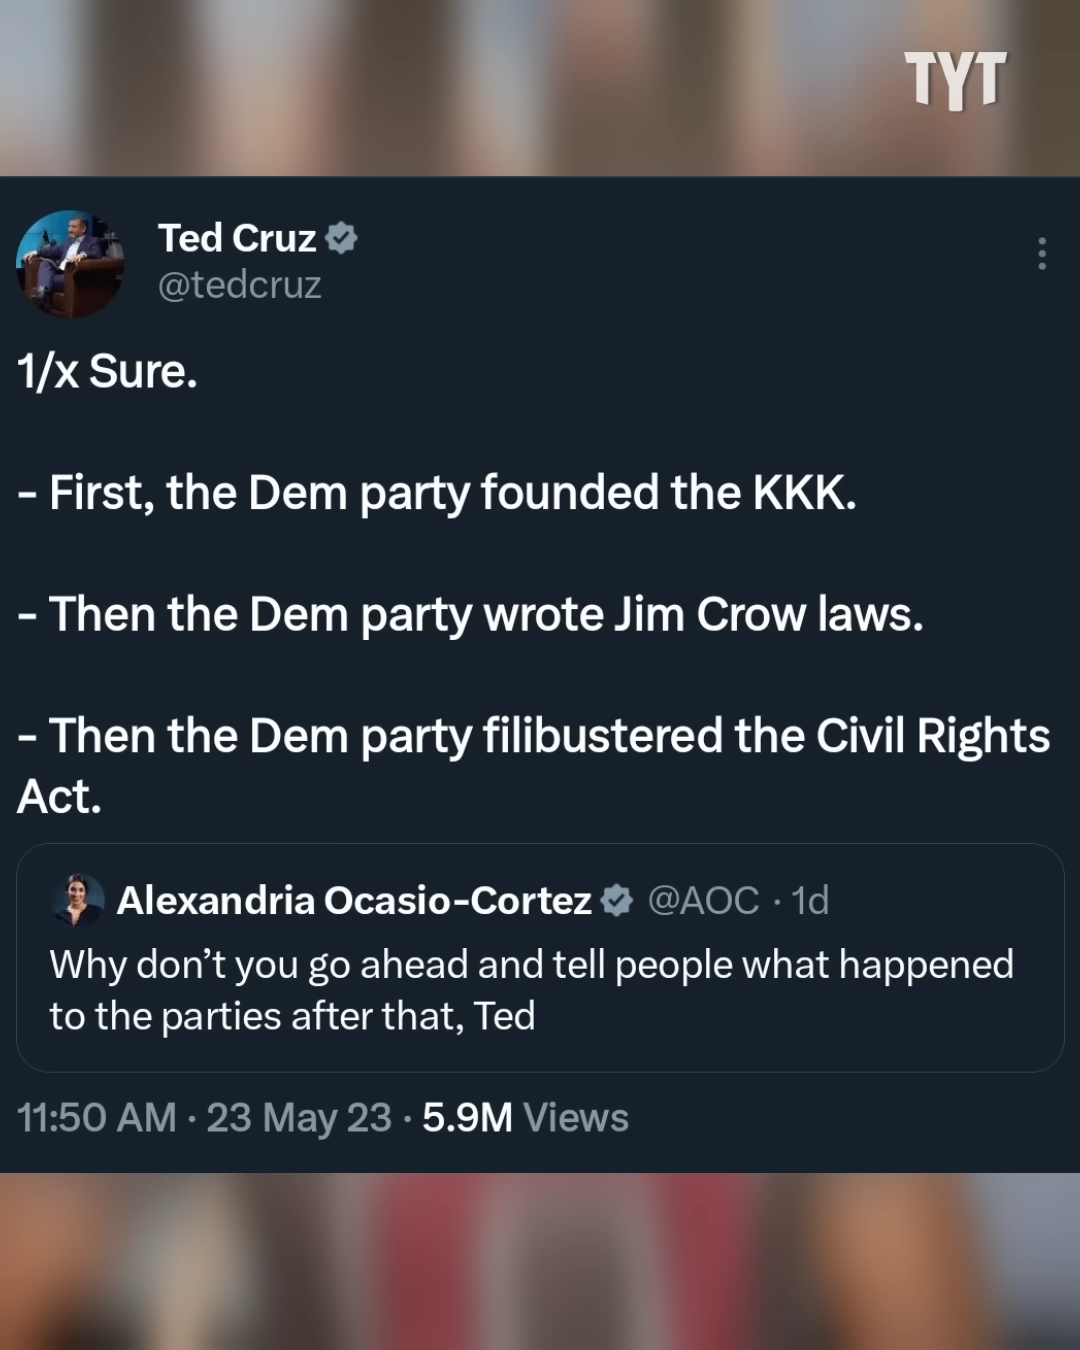 TYT
Ted Cruz
@tedcruz
1/x Sure.
- First, the Dem party founded the KKK.
- Then the Dem party wrote Jim Crow laws.
- Then the Dem party filibustered the Civil Rights
Act.
Alexandria Ocasio-Cortez @AOC · 1d
Why don’t you go ahead and tell people what happened
to the parties after that, Ted
11:50 AM · 23 May 23 · 5.9M Views